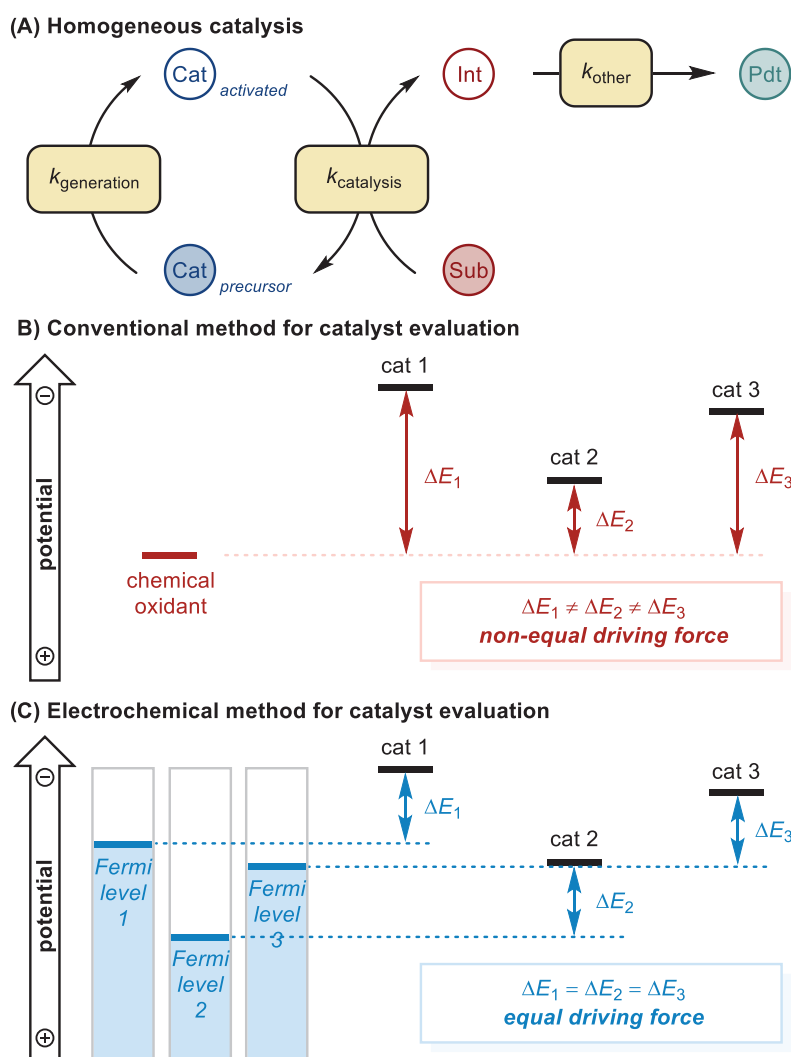 (A) Homogeneous catalysis
Cat activated
Int
k other
Pdt
k generation
k catalysis
Cat precursor
Sub
B) Conventional method for catalyst evaluation
⊖
potential
⊕
cat 1
cat 2
cat 3
ΔE1
ΔE2
ΔE3
chemical
oxidant
ΔE1 ≠ ΔE2 ≠ ΔE3
non-equal driving force
(C) Electrochemical method for catalyst evaluation
⊖
potential
⊕
cat 1
cat 2
cat 3
ΔE1
ΔE2
ΔE3
Fermi
level
1
Fermi
level
2
Fermi
level
3
ΔE1 = ΔE2 = ΔE3
equal driving force